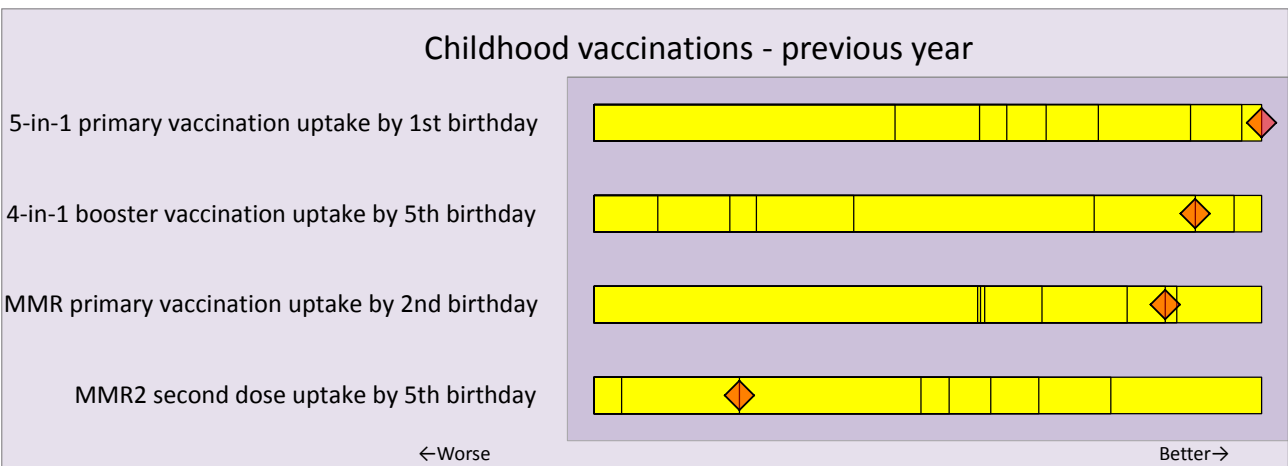 Childhood vaccinations - previous year
5-in-1 primary vaccination uptake by 1st birthday
4-in-1 booster vaccination uptake by 5th birthday
MMR primary vaccination uptake by 2nd birthday
MMR2 second dose uptake by 5th birthday
←Worse Better→